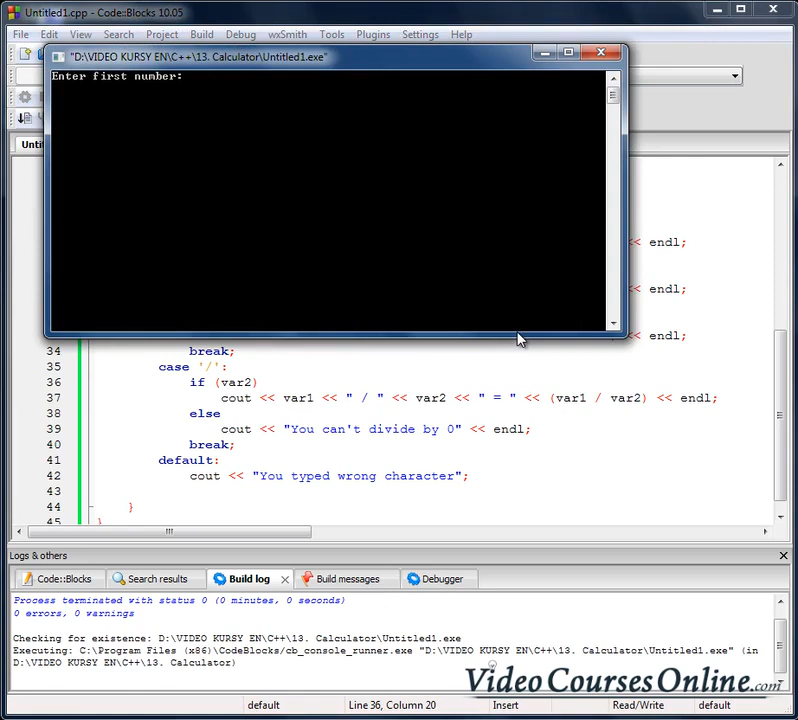 Untitled1.cpp - Code::Blocks 10.05
File Edit View Search Project Build Debug wxSmith Tools Plugins Settings Help
"D:\VIDEO KURSY EN\C++\13. Calculator\Untitled1.exe"
Enter first number:
Untit
<< endl;
<< endl;
<< endl;
34 break;
35 case '/':
36 if (var2)
37 cout << var1 << " / " << var2 << " = " << (var1 / var2) << endl;
38 else
39 cout << "You can't divide by 0" << endl;
40 break;
41 default:
42 cout << "You typed wrong character";
43
44 }
45 }
Logs & others
Code::Blocks Search results Build log Build messages Debugger
Process terminated with status 0 (0 minutes, 0 seconds)
0 errors, 0 warnings
Checking for existence: D:\VIDEO KURSY EN\C++\13. Calculator\Untitled1.exe
Executing: C:\Program Files (x86)\CodeBlocks/cb_console_runner.exe "D:\VIDEO KURSY EN\C++\13. Calculator\Untitled1.exe" (in
D:\VIDEO KURSY EN\C++\13. Calculator)
VideoCoursesOnline.com
default Line 36, Column 20 Insert Read/Write default